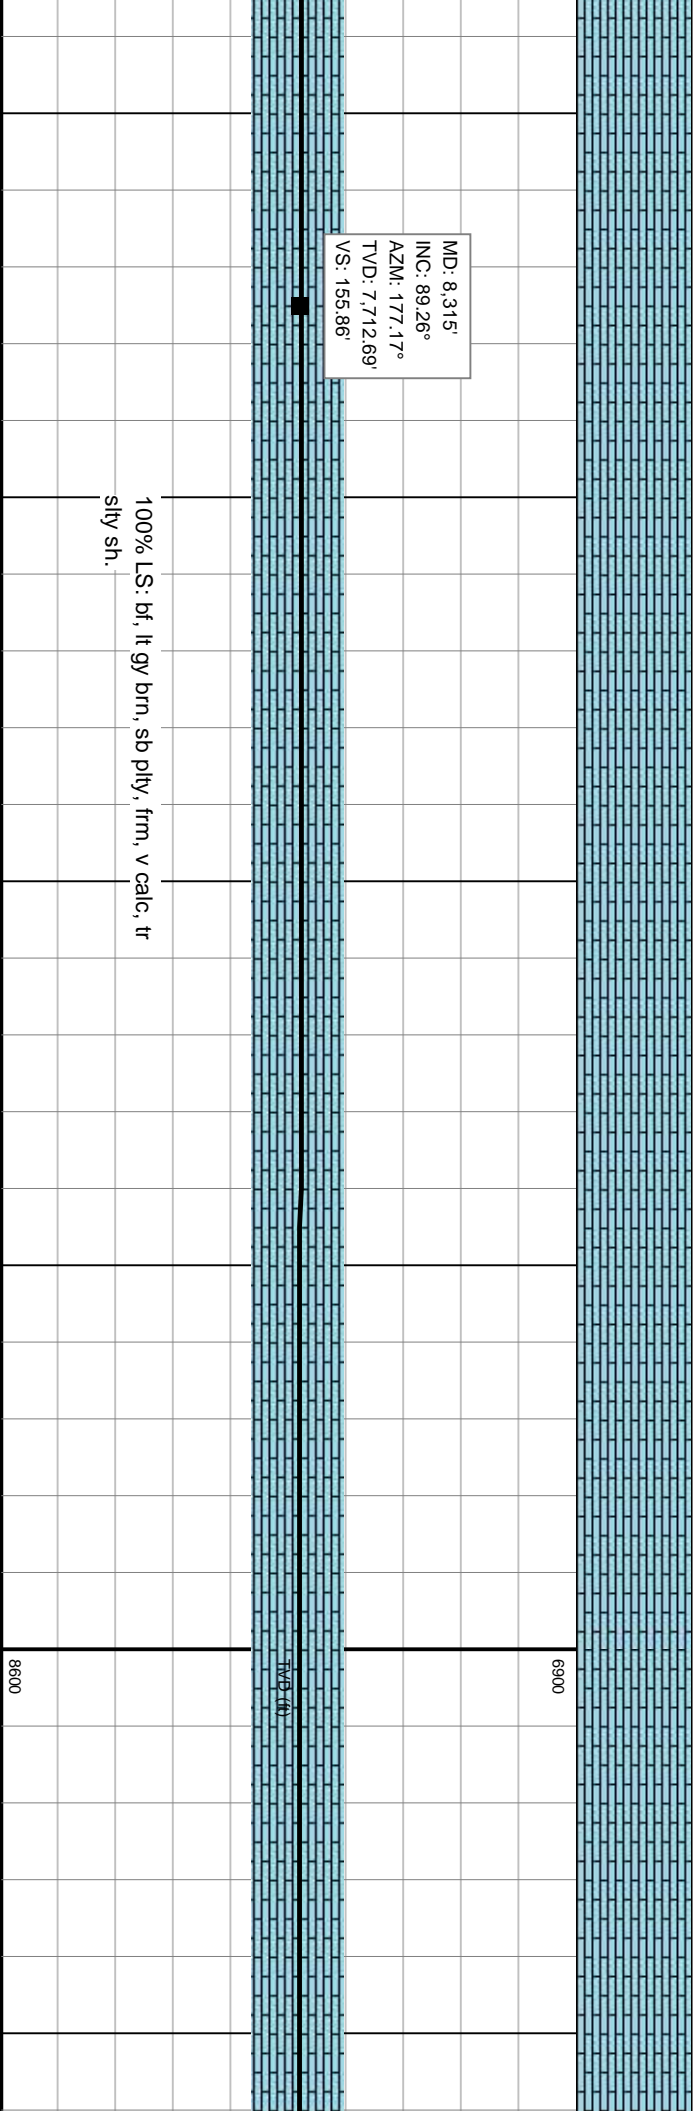 MD: 8,315'
INC: 89.26°
AZM: 177.17°
TVD: 7,712.69'
VS: 155.86'
100% LS: bf, lt gy brn, sb plty, frm, v calc, tr
slty sh.
6900
TVD (ft)
8600